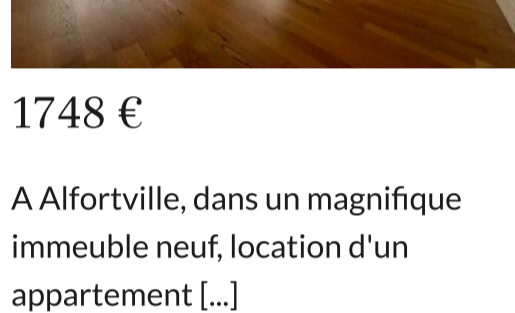 1748 €
A Alfortville, dans un magnifique
immeuble neuf, location d'un
appartement [...]